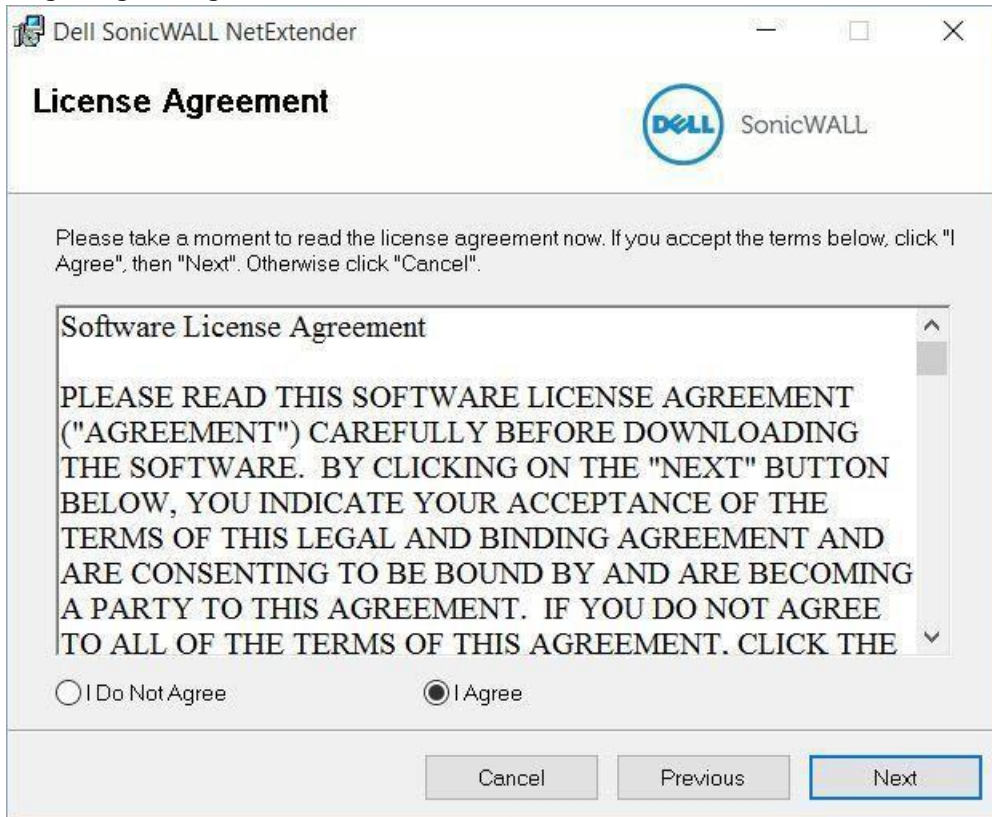 Dell SonicWALL NetExtender
License Agreement
DELL SonicWALL
Please take a moment to read the license agreement now. If you accept the terms below, click "I
Agree", then "Next". Otherwise click "Cancel".
Software License Agreement
PLEASE READ THIS SOFTWARE LICENSE AGREEMENT
("AGREEMENT") CAREFULLY BEFORE DOWNLOADING
THE SOFTWARE.  BY CLICKING ON THE "NEXT" BUTTON
BELOW, YOU INDICATE YOUR ACCEPTANCE OF THE
TERMS OF THIS LEGAL AND BINDING AGREEMENT AND
ARE CONSENTING TO BE BOUND BY AND ARE BECOMING
A PARTY TO THIS AGREEMENT.  IF YOU DO NOT AGREE
TO ALL OF THE TERMS OF THIS AGREEMENT, CLICK THE
I Do Not Agree I Agree
Cancel Previous Next